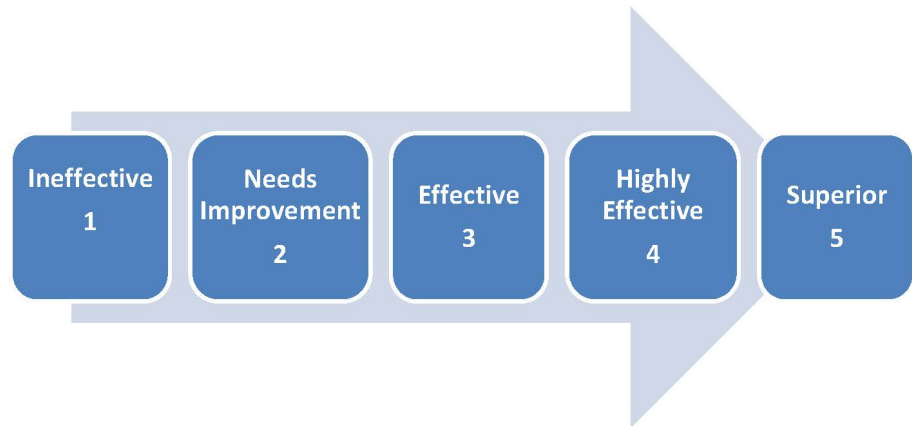 Ineffective
1
Needs
Improvement
2
Effective
3
Highly
Effective
4
Superior
5